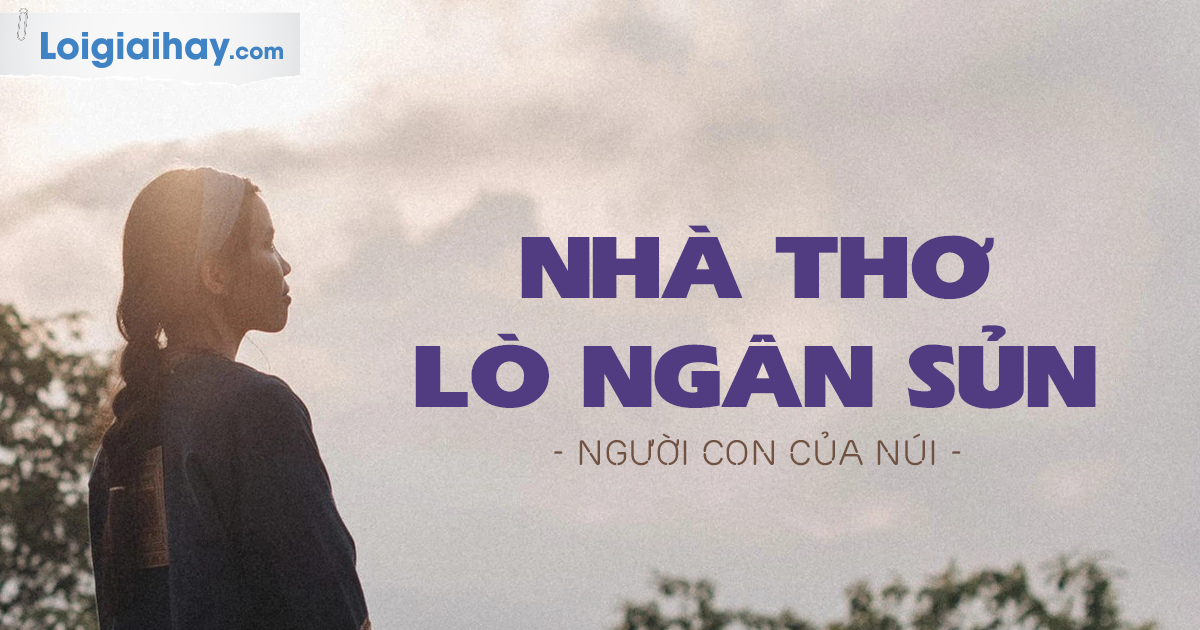 Loigiaihay.com
NHÀ THƠ
LÒ NGÂN SỦN
- NGƯỜI CON CỦA NÚI -